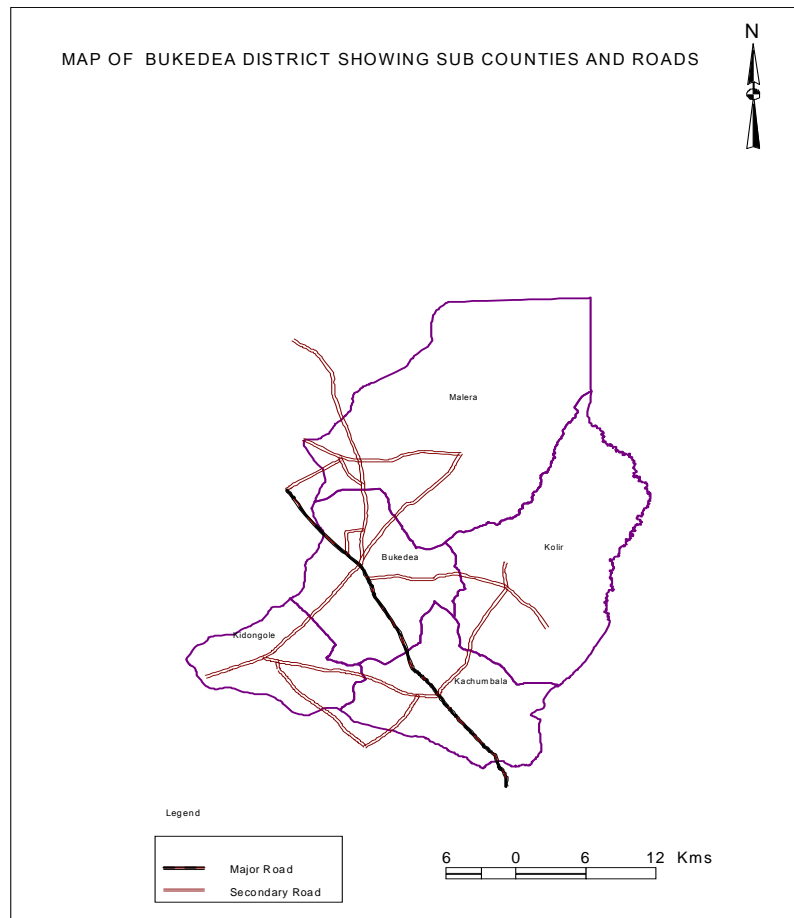 N
MAP OF BUKEDEA DISTRICT SHOWING SUB COUNTIES AND ROADS
Malera
Kolir
Bukedea
Kidongole
Kachumbala
Legend
Major Road
Secondary Road
6 0 6 12 Kms